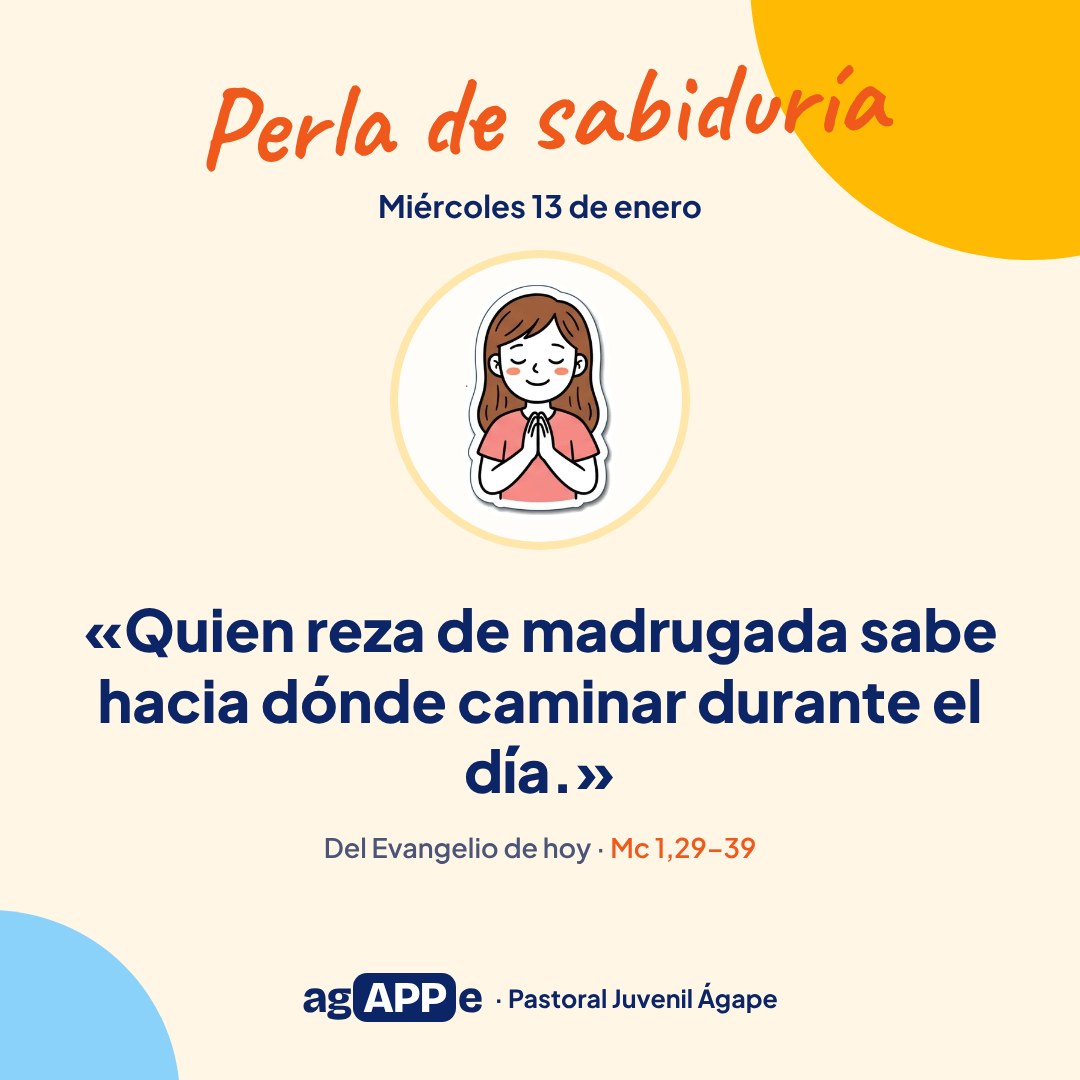 Perla de sabiduría
Miércoles 13 de enero
«Quien reza de madrugada sabe
hacia dónde caminar durante el
día.»
Del Evangelio de hoy · Mc 1,29–39
agAPPe · Pastoral Juvenil Ágape